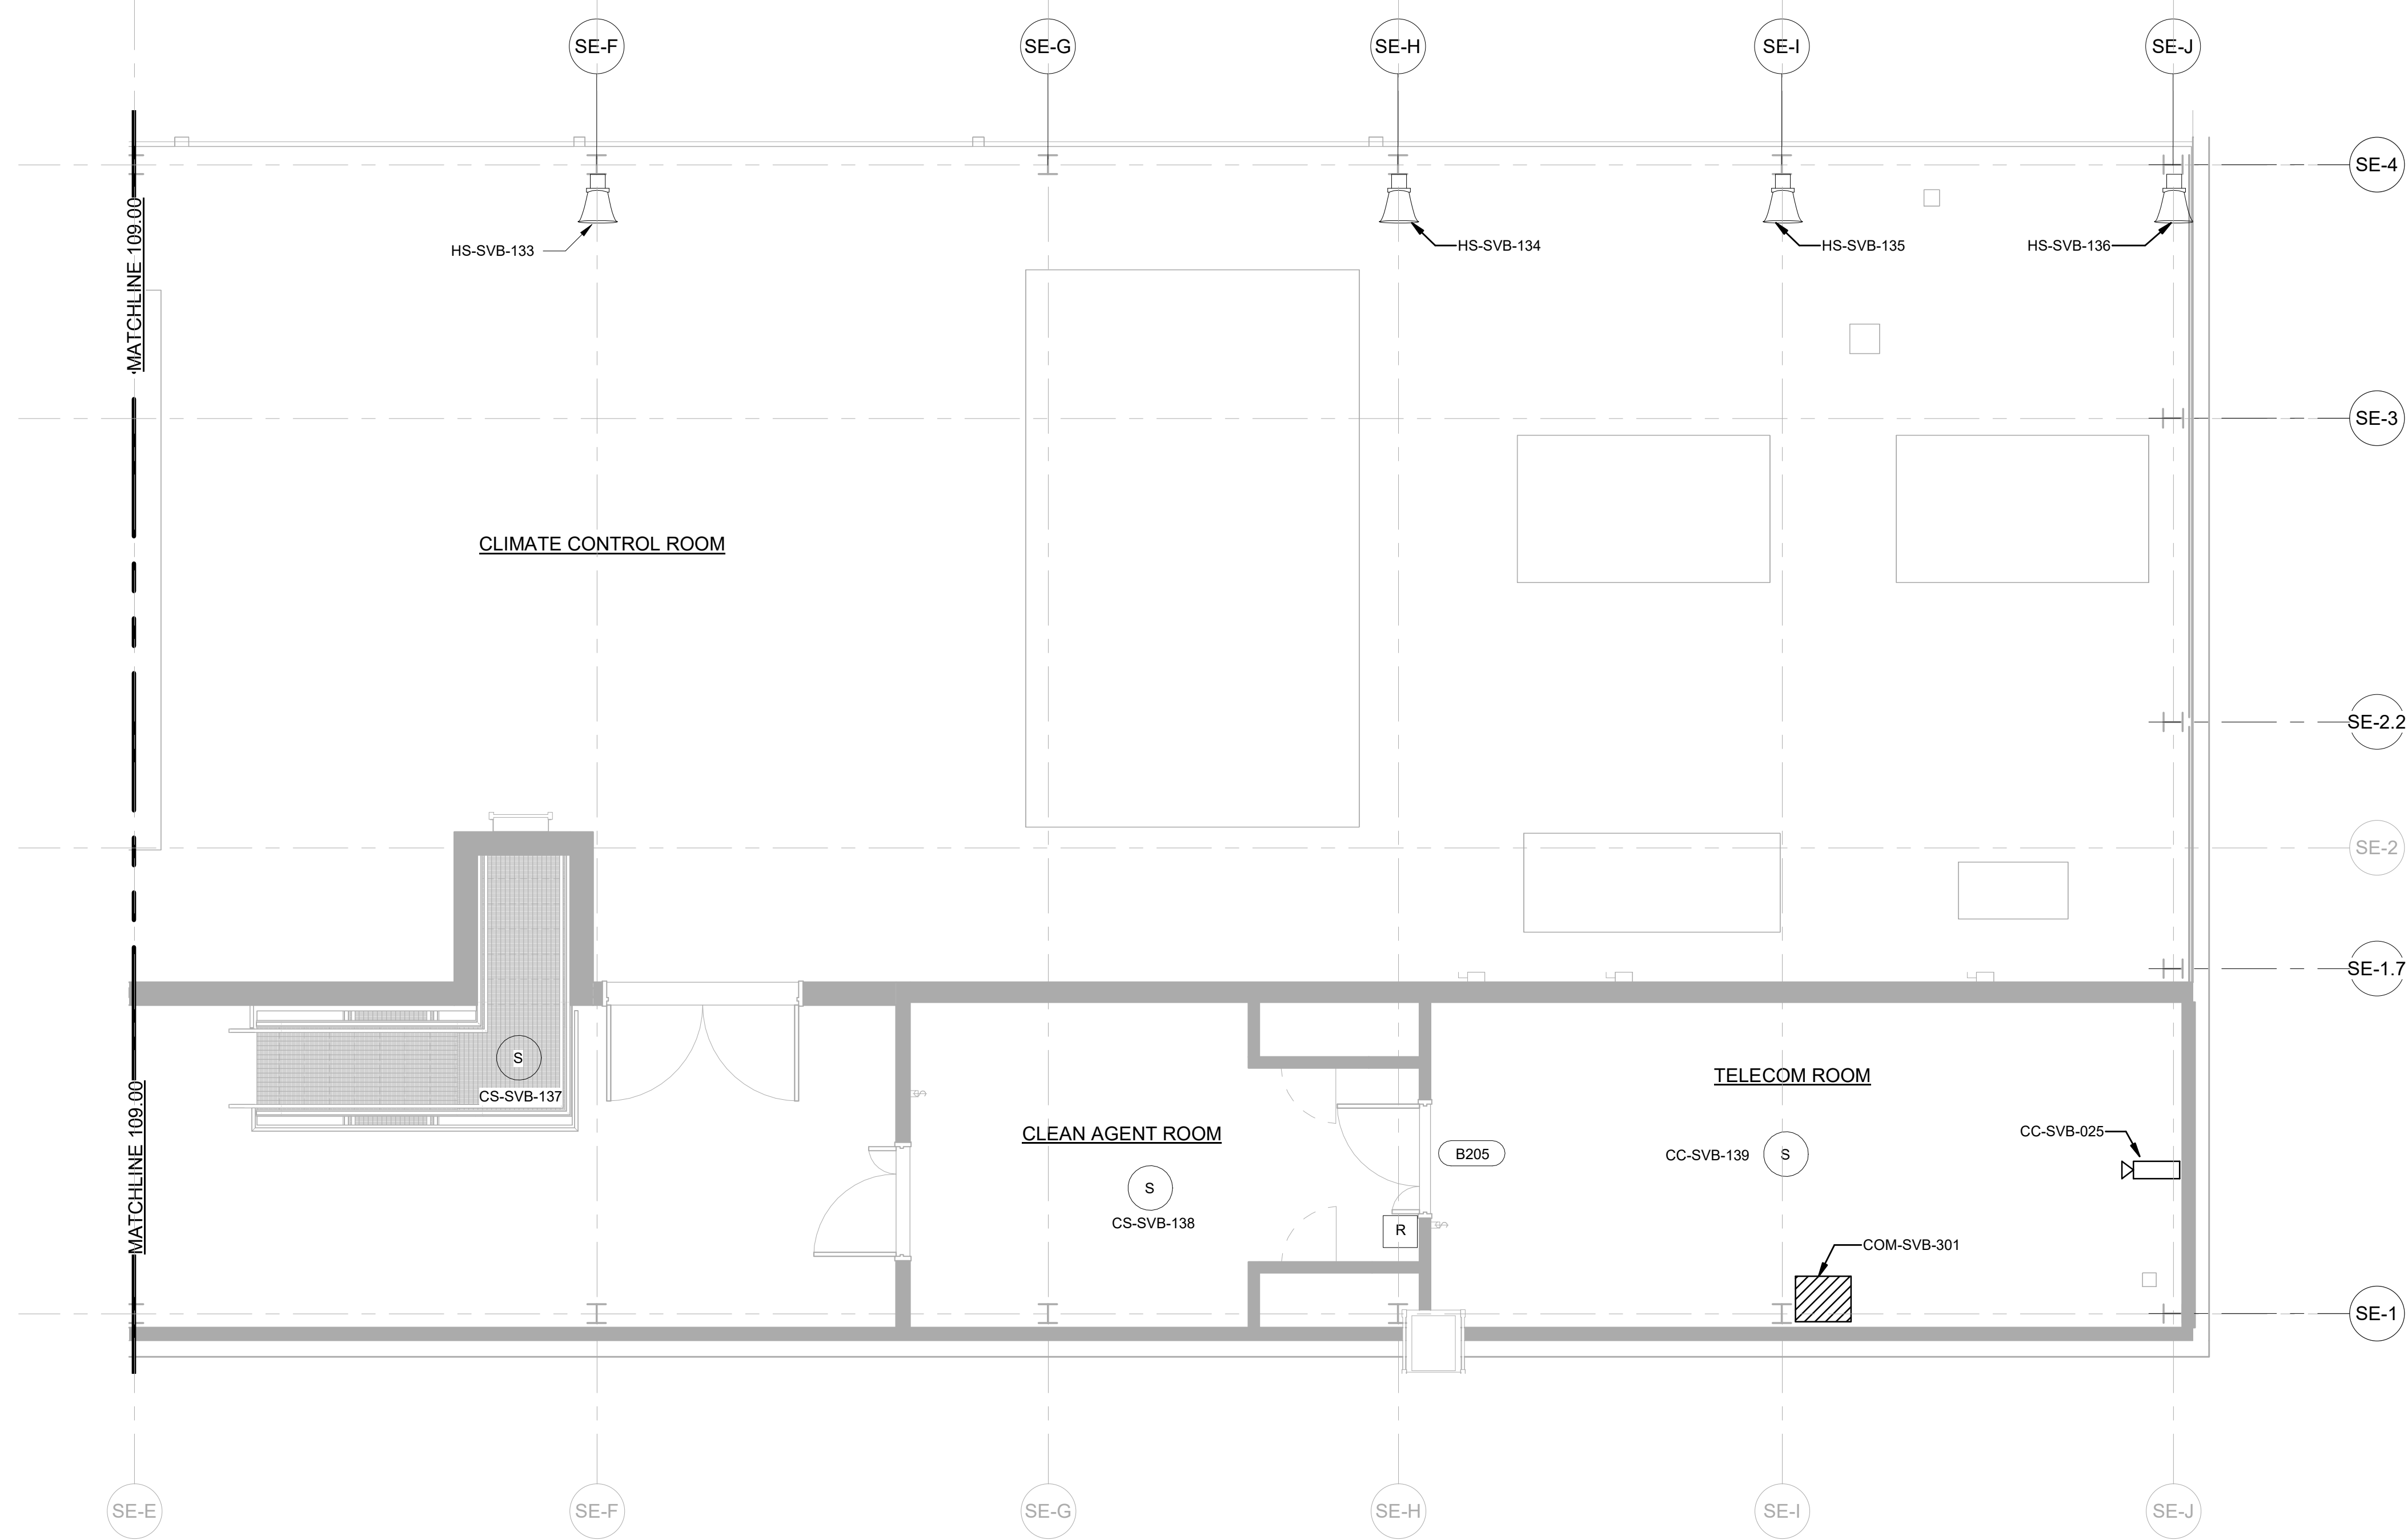 SE-F
SE-G
SE-H
SE-I
SE-J
SE-4
MATCHLINE 109.00
HS-SVB-133
HS-SVB-134
HS-SVB-135
HS-SVB-136
SE-3
CLIMATE CONTROL ROOM
SE-2.2
SE-2
SE-1.7
S
CS-SVB-137
MATCHLINE 109.00
TELECOM ROOM
CLEAN AGENT ROOM
S
CS-SVB-138
B205
CC-SVB-139
S
CC-SVB-025
R
COM-SVB-301
SE-1
SE-E
SE-F
SE-G
SE-H
SE-I
SE-J